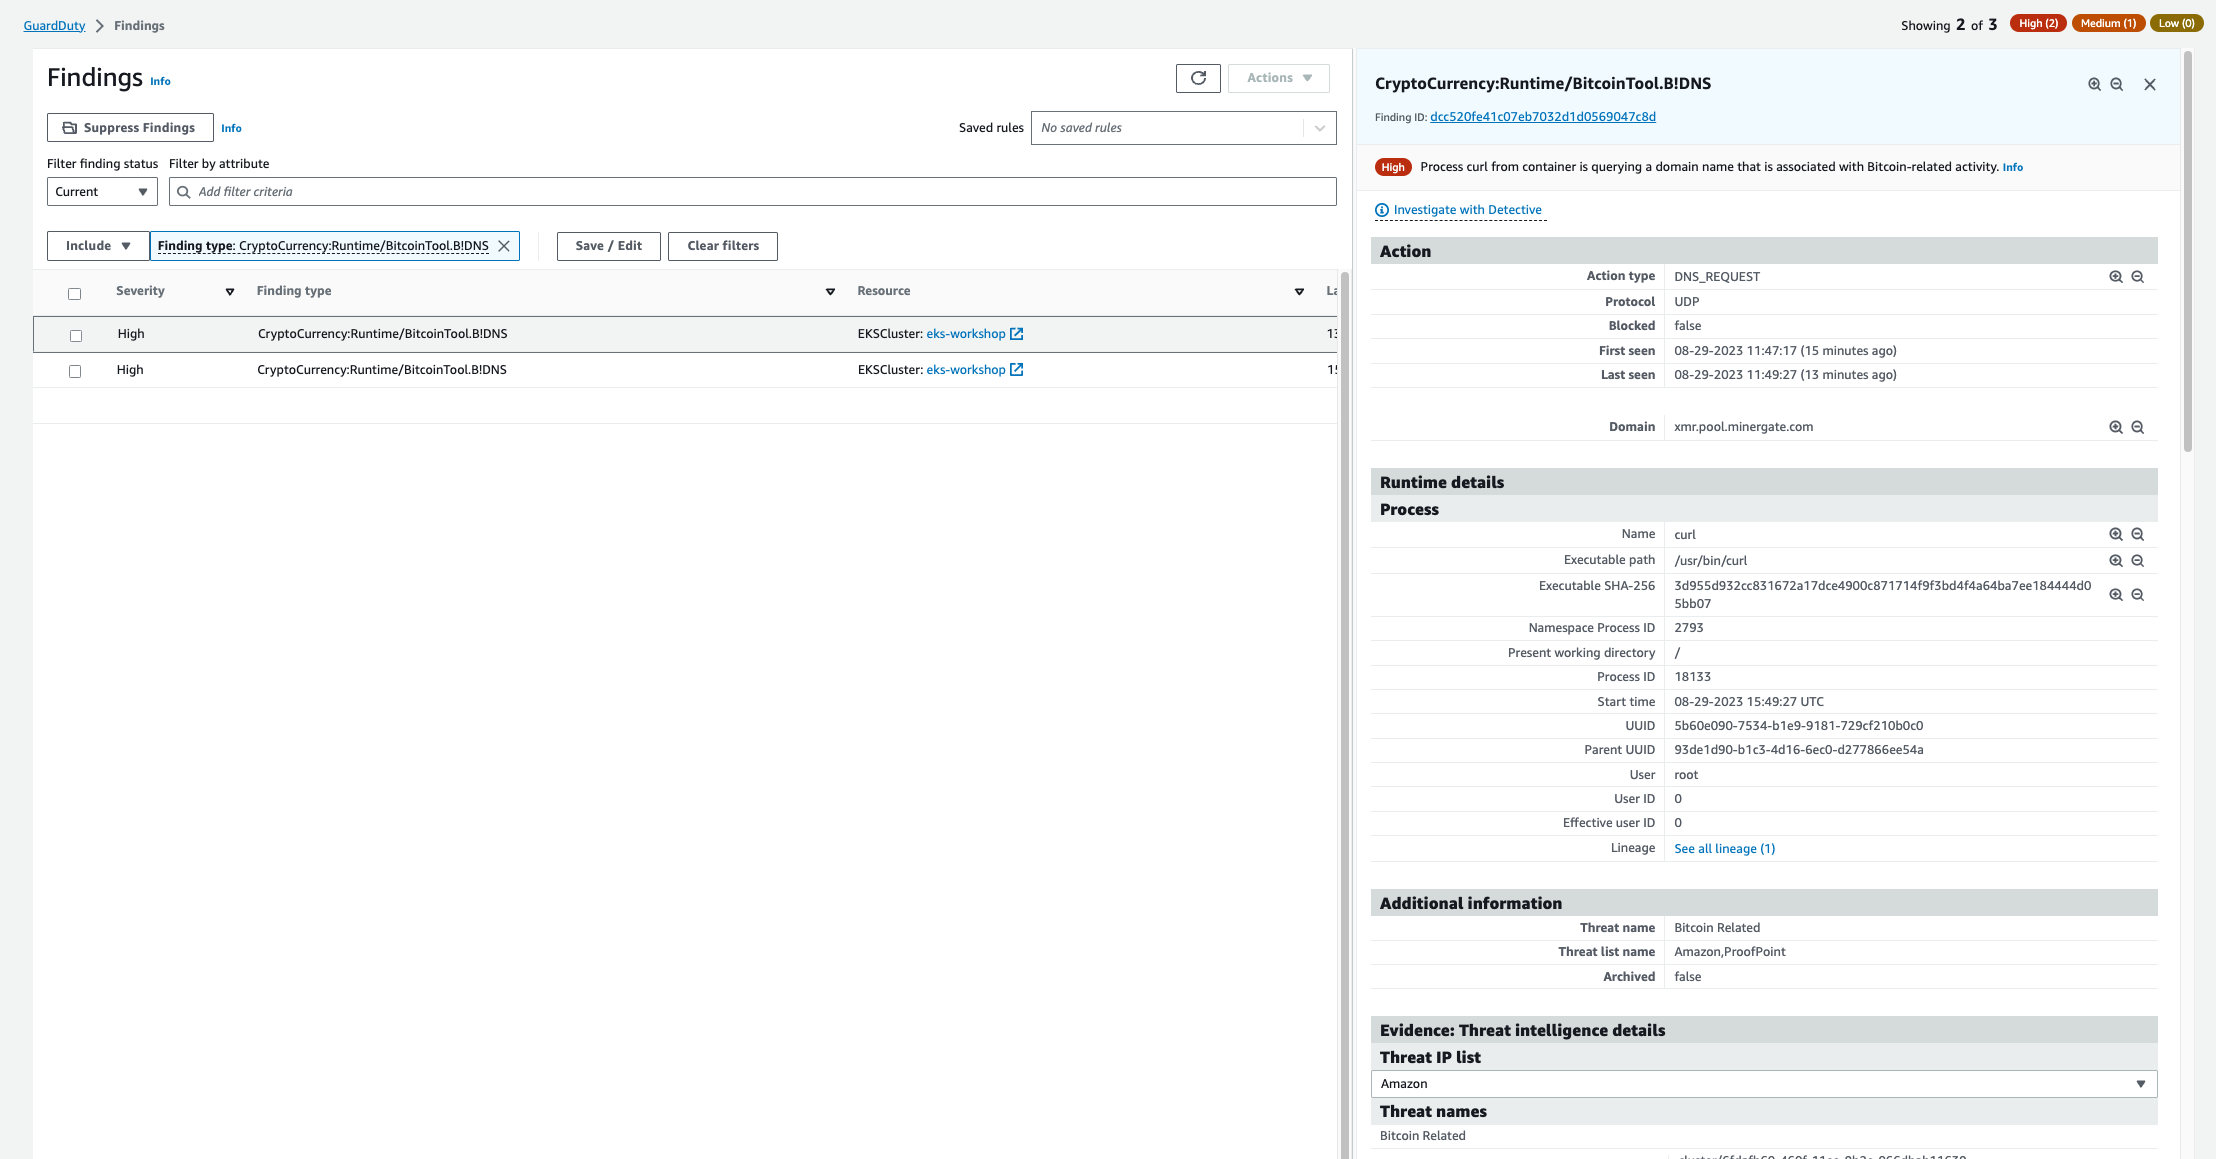 GuardDuty > Findings
Showing 2 of 3 High (2) Medium (1) Low (0)
Findings Info
Actions
Suppress Findings Info
Saved rules No saved rules
Filter finding status Filter by attribute
Current Add filter criteria
Include Finding type: CryptoCurrency:Runtime/BitcoinTool.B!DNS
Save / Edit Clear filters
Severity Finding type Resource La
High CryptoCurrency:Runtime/BitcoinTool.B!DNS EKSCluster: eks-workshop 13
High CryptoCurrency:Runtime/BitcoinTool.B!DNS EKSCluster: eks-workshop 15
CryptoCurrency:Runtime/BitcoinTool.B!DNS
Finding ID: dcc520fe41c07eb7032d1d0569047c8d
High Process curl from container is querying a domain name that is associated with Bitcoin-related activity. Info
Investigate with Detective
Action
Action type DNS_REQUEST
Protocol UDP
Blocked false
First seen 08-29-2023 11:47:17 (15 minutes ago)
Last seen 08-29-2023 11:49:27 (13 minutes ago)
Domain xmr.pool.minergate.com
Runtime details
Process
Name curl
Executable path /usr/bin/curl
Executable SHA-256 3d955d932cc831672a17dce4900c871714f9f3bd4f4a64ba7ee184444d0
5bb07
Namespace Process ID 2793
Present working directory /
Process ID 18133
Start time 08-29-2023 15:49:27 UTC
UUID 5b60e090-7534-b1e9-9181-729cf210b0c0
Parent UUID 93de1d90-b1c3-4d16-6ec0-d277866ee54a
User root
User ID 0
Effective user ID 0
Lineage See all lineage (1)
Additional information
Threat name Bitcoin Related
Threat list name Amazon,ProofPoint
Archived false
Evidence: Threat intelligence details
Threat IP list
Amazon
Threat names
Bitcoin Related